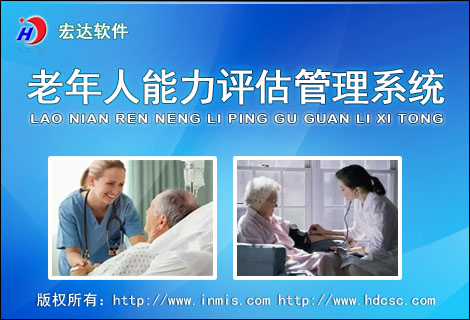 H
宏达软件
老年人能力评估管理系统
LAO NIAN REN NENG LI PING GU GUAN LI XI TONG
版权所有：http://www.inmis.com http://www.hdcsc.com